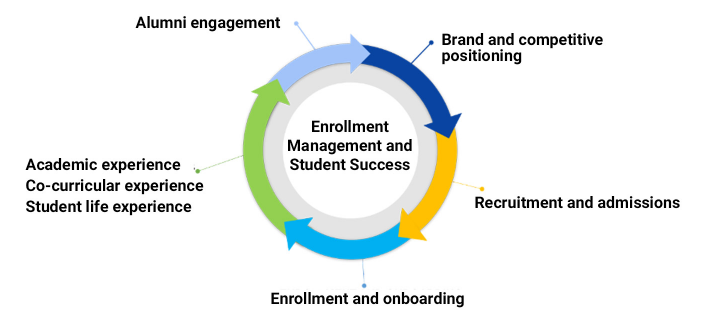 Alumni engagement
Brand and competitive
positioning
Enrollment
Management and
Student Success
Academic experience
Co-curricular experience
Student life experience
Recruitment and admissions
Enrollment and onboarding